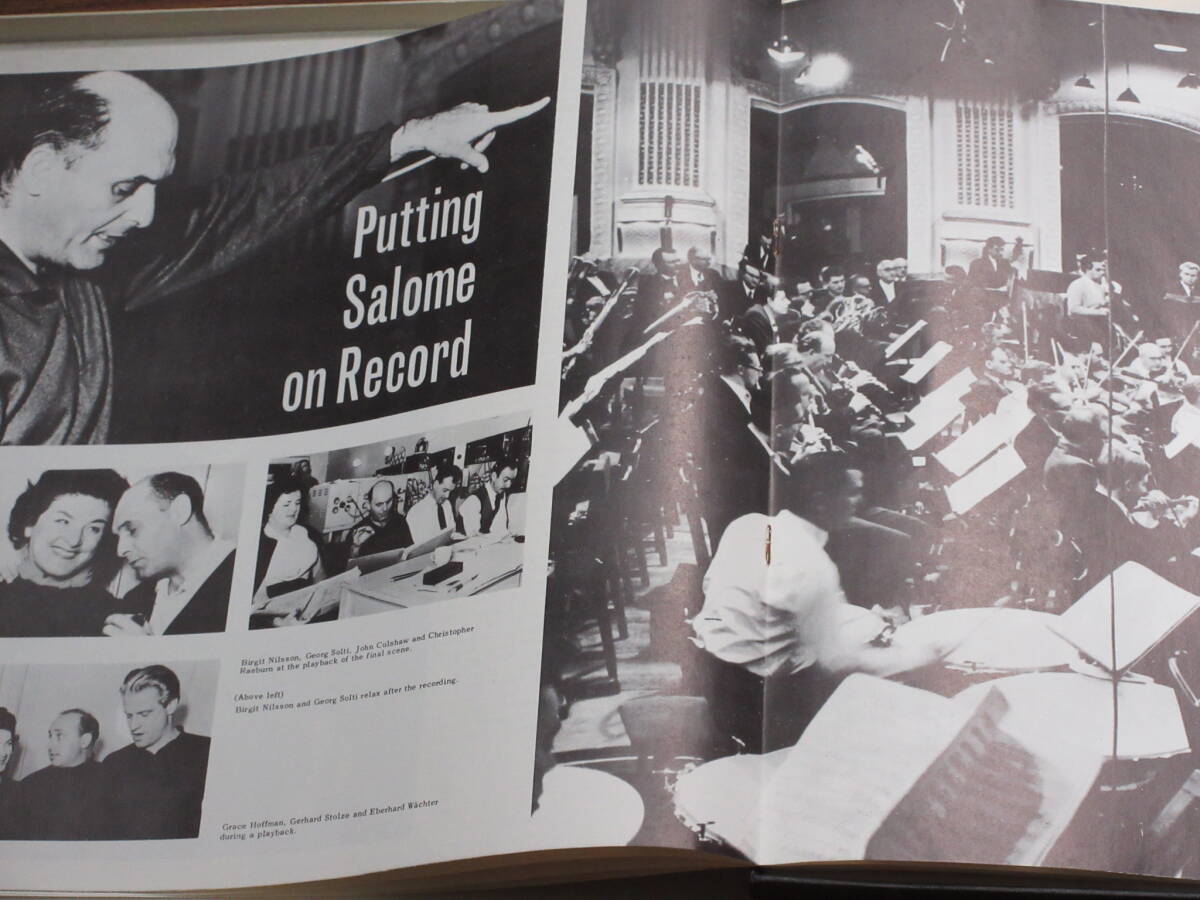 Putting
Salome
on Record
Birgit Nilsson, Georg Solti, John Culshaw and Christopher
Raeburn at the playback of the final scene.
(Above left)
Birgit Nilsson and Georg Solti relax after the recording.
Grace Hoffman, Gerhard Stolze and Eberhard Wächter
during a playback.